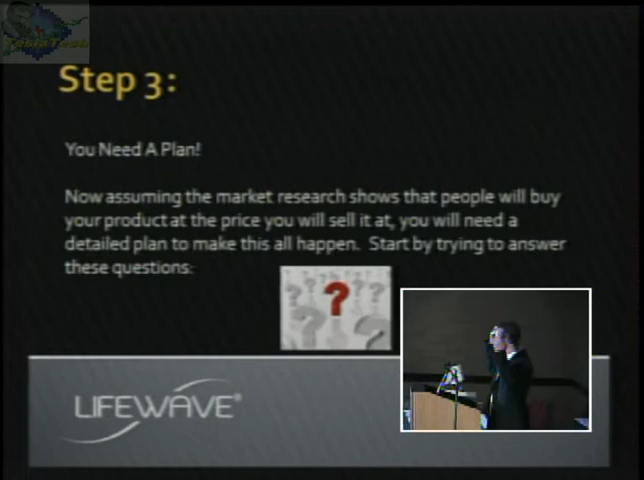 TeslaTech
Step 3:
You Need A Plan!
Now assuming the market research shows that people will buy
your product at the price you will sell it at, you will need a
detailed plan to make this all happen. Start by trying to answer
these questions:
LIFEWAVE®